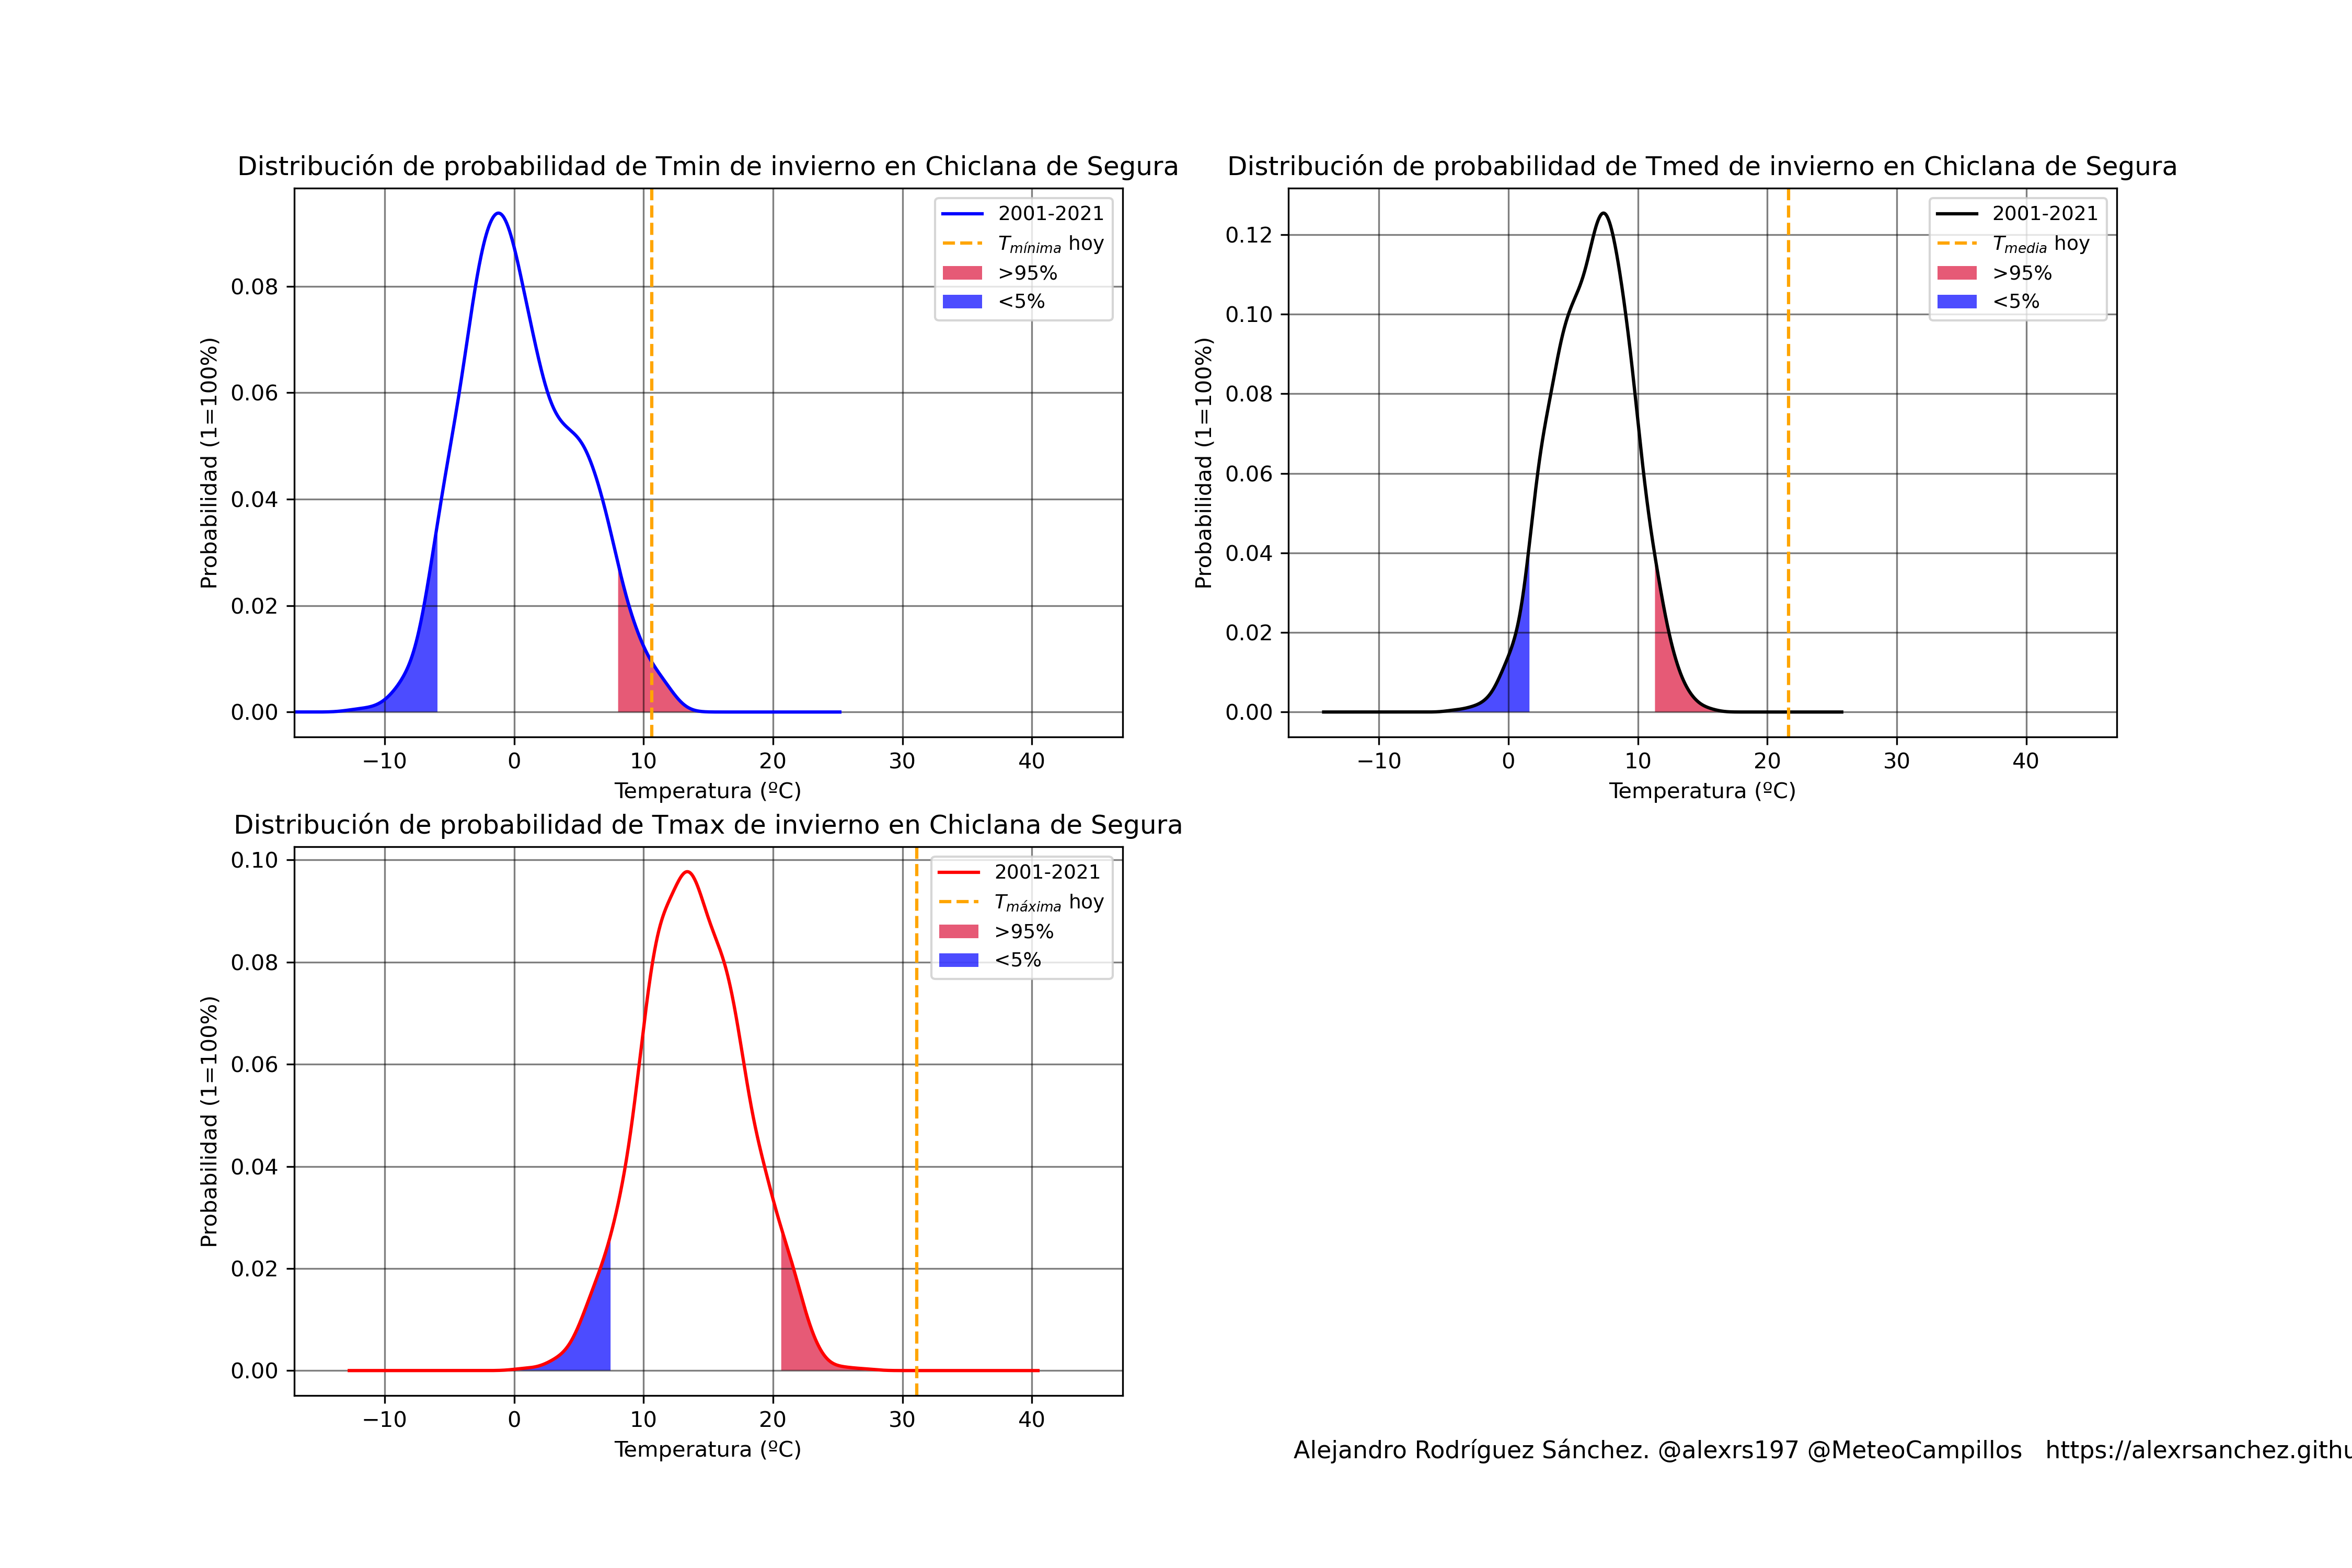 Distribución de probabilidad de Tmin de invierno en Chiclana de Segura
Probabilidad (1=100%)
0.08
0.06
0.04
0.02
0.00
2001-2021
Tmínima hoy
>95%
<5%
−10 0 10 20 30 40
Temperatura (ºC)
Distribución de probabilidad de Tmed de invierno en Chiclana de Segura
Probabilidad (1=100%)
0.12
0.10
0.08
0.06
0.04
0.02
0.00
2001-2021
Tmedia hoy
>95%
<5%
−10 0 10 20 30 40
Temperatura (ºC)
Distribución de probabilidad de Tmax de invierno en Chiclana de Segura
Probabilidad (1=100%)
0.10
0.08
0.06
0.04
0.02
0.00
2001-2021
Tmáxima hoy
>95%
<5%
−10 0 10 20 30 40
Temperatura (ºC)
Alejandro Rodríguez Sánchez. @alexrs197 @MeteoCampillos https://alexrsanchez.githu